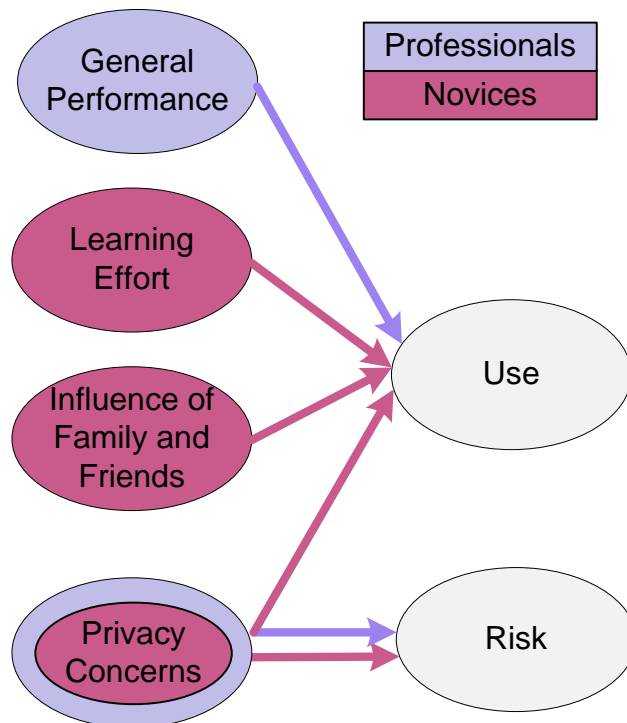 General
Performance
Professionals
Novices
Learning
Effort
Influence of
Family and
Friends
Use
Privacy
Concerns
Risk